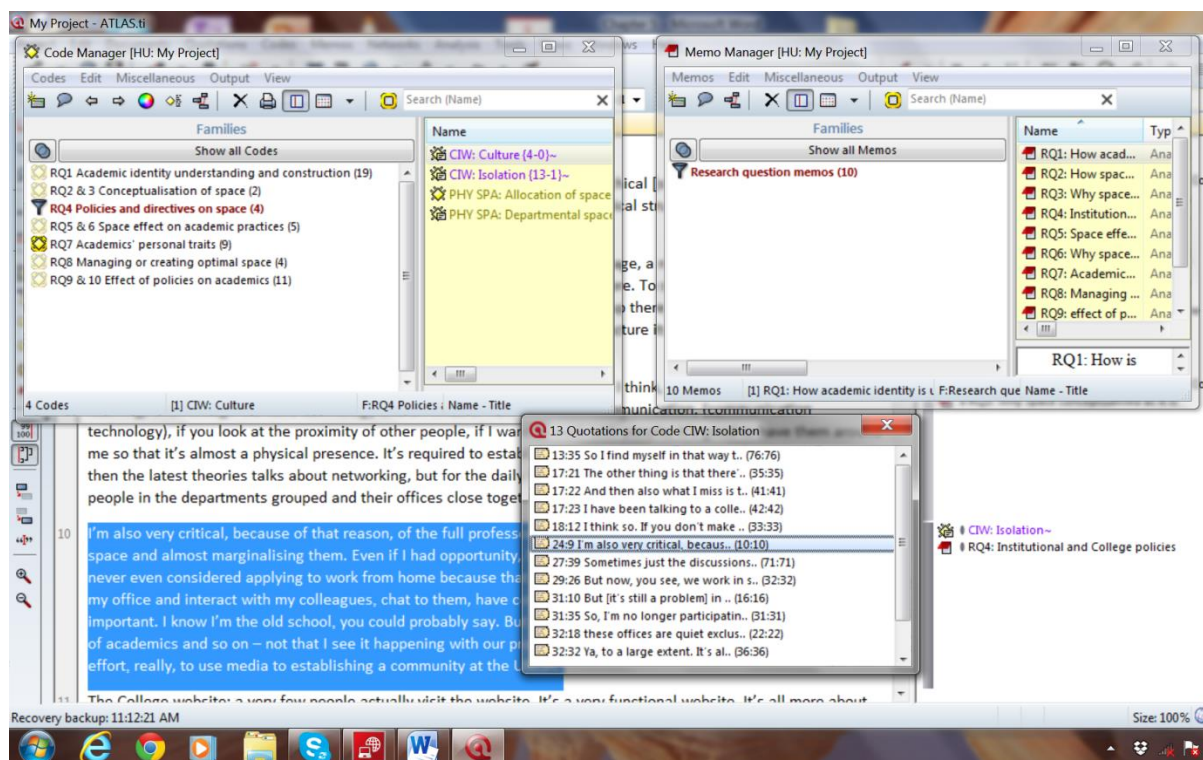 My Project - ATLAS.ti
Code Manager [HU: My Project]
Codes Edit Miscellaneous Output View
Search (Name)
Families
Show all Codes
RQ1 Academic identity understanding and construction (19)
RQ2 & 3 Conceptualisation of space (2)
RQ4 Policies and directives on space (4)
RQ5 & 6 Space effect on academic practices (5)
RQ7 Academics' personal traits (9)
RQ8 Managing or creating optimal space (4)
RQ9 & 10 Effect of policies on academics (11)
Name
CIW: Culture {4-0}~
CIW: Isolation {13-1}~
PHY SPA: Allocation of space
PHY SPA: Departmental space
4 Codes [1] CIW: Culture F:RQ4 Policies Name - Title
Memo Manager [HU: My Project]
Memos Edit Miscellaneous Output View
Search (Name)
Families
Show all Memos
Research question memos (10)
Name Typ
RQ1: How acad... Ana
RQ2: How spac... Ana
RQ3: Why space... Ana
RQ4: Institution... Ana
RQ5: Space effe... Ana
RQ6: Why space... Ana
RQ7: Academic... Ana
RQ8: Managing ... Ana
RQ9: effect of p... Ana
RQ1: How is
10 Memos [1] RQ1: How academic identity is u F:Research que Name - Title
technology), if you look at the proximity of other people, if I
me so that it's almost a physical presence. It's required to
then the latest theories talks about networking, but for the daily
people in the departments grouped and their offices close
10 I'm also very critical, because of that reason, of the full
space and almost marginalising them. Even if I had opportunity,
never even considered applying to work from home because
my office and interact with my colleagues, chat to them, have
important. I know I'm the old school, you could probably say.
of academics and so on – not that I see it happening with our
effort, really, to use media to establishing a community at the
11 The College website: a very few people actually visit the website. It's a very functional website. It's all more about
13 Quotations for Code CIW: Isolation
13:35 So I find myself in that way t.. (76:76)
17:21 The other thing is that there'.. (35:35)
17:22 And then also what I miss is t.. (41:41)
17:23 I have been talking to a colle.. (42:42)
18:12 I think so. If you don't make .. (33:33)
24:9 I'm also very critical, becaus.. (10:10)
27:39 Sometimes just the discussions.. (71:71)
29:26 But now, you see, we work in s.. (32:32)
31:10 But [it's still a problem] in .. (16:16)
31:35 So, I'm no longer participatin.. (31:31)
32:18 these offices are quiet exclus.. (22:22)
32:32 Ya, to a large extent. It's al.. (36:36)
CIW: Isolation~
RQ4: Institutional and College policies
Recovery backup: 11:12:21 AM
Size: 100%